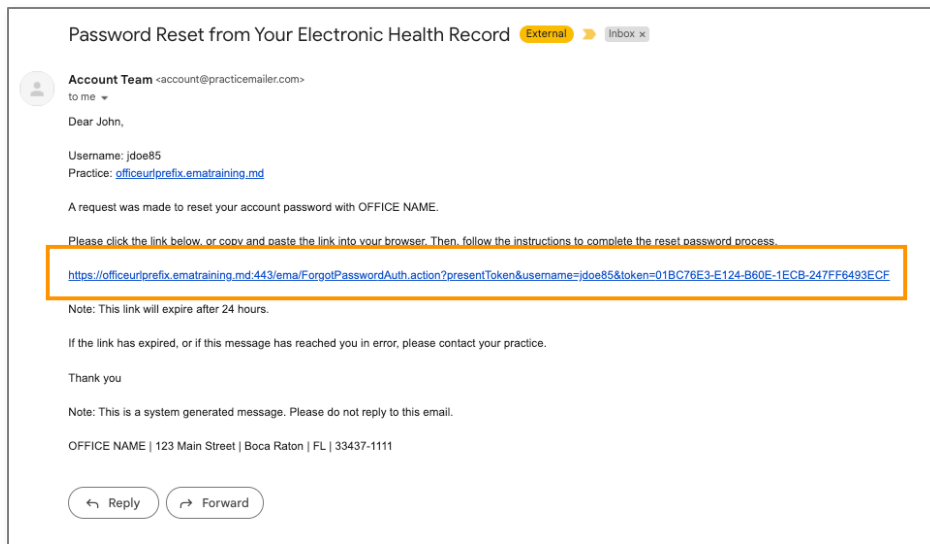 Password Reset from Your Electronic Health Record External Inbox ×
Account Team <account@practicemailer.com>
to me
Dear John,
Username: jdoe85
Practice: officeurlprefix.ematraining.md
A request was made to reset your account password with OFFICE NAME.
Please click the link below, or copy and paste the link into your browser. Then, follow the instructions to complete the reset password process.
https://officeurlprefix.ematraining.md:443/ema/ForgotPasswordAuth.action?presentToken&username=jdoe85&token=01BC76E3-E124-B60E-1ECB-247FF6493ECF
Note: This link will expire after 24 hours.
If the link has expired, or if this message has reached you in error, please contact your practice.
Thank you
Note: This is a system generated message. Please do not reply to this email.
OFFICE NAME | 123 Main Street | Boca Raton | FL | 33437-1111
Reply Forward